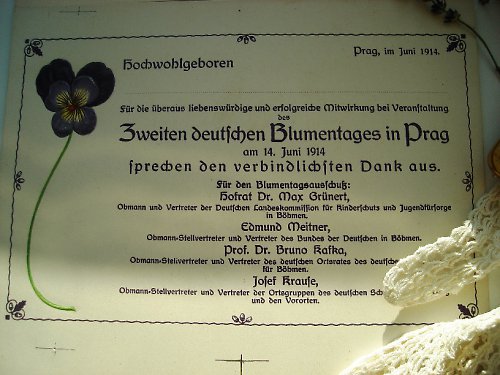 Prag, im Juni 1914.
Hochwohlgeboren
Für die überaus liebenswürdige und erfolgreiche Mitwirkung bei Veranstaltung
des
Zweiten deutschen Blumentages in Prag
am 14. Juni 1914
sprechen den verbindlichsten Dank aus.
Für den Blumentagsausschuß:
Hofrat Dr. Max Grünert,
Obmann und Vertreter der Deutschen Landeskommission für Kinderschutz und Jugendfürsorge
in Böhmen.
Edmund Meitner,
Obmann-Stellvertreter und Vertreter des Bundes der Deutschen in Böhmen.
Prof. Dr. Bruno Kafka,
Obmann-Stellvertreter und Vertreter des deutschen Ortsrates des deutschen
für Böhmen.
Josef Krause,
Obmann-Stellvertreter und Vertreter der Ortsgruppen des deutschen
und den Vororten.